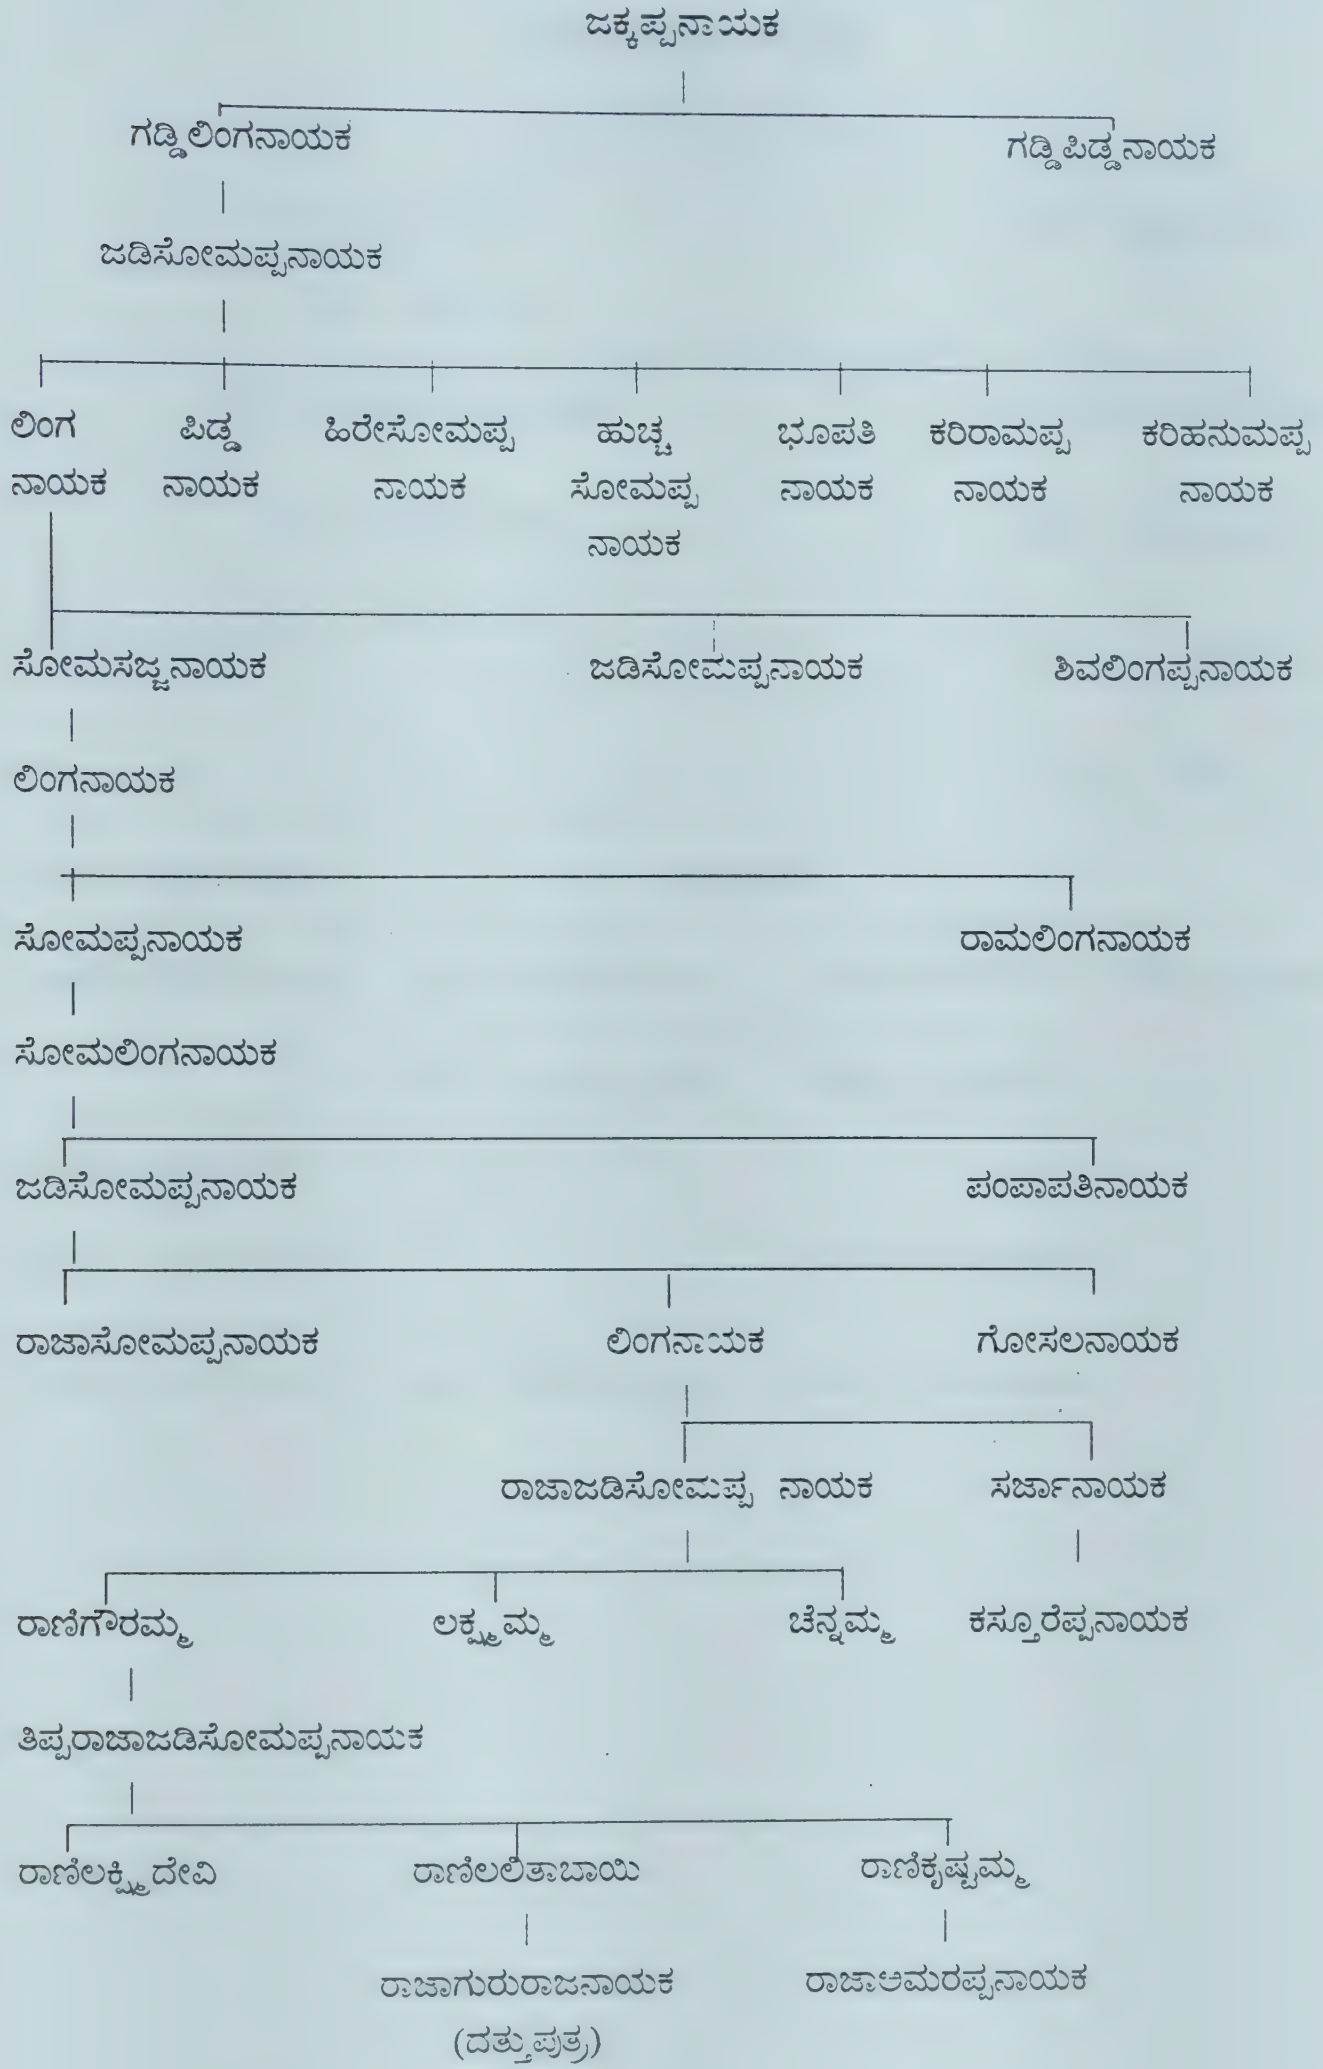 ಜಕ್ಕಪ್ಪನಾಯಕ
ಗಡ್ಡಿಲಿಂಗನಾಯಕ ಗಡ್ಡಿಪಿಡ್ಡನಾಯಕ
ಜಡಿಸೋಮಪ್ಪನಾಯಕ
ಲಿಂಗ ಪಿಡ್ಡ ಹಿರೇಸೋಮಪ್ಪ ಹುಚ್ಚ ಭೂಪತಿ ಕರಿರಾಮಪ್ಪ ಕರಿಹನುಮಪ್ಪ
ನಾಯಕ ನಾಯಕ ನಾಯಕ ಸೋಮಪ್ಪ ನಾಯಕ ನಾಯಕ ನಾಯಕ
ನಾಯಕ
ಸೋಮಸಜ್ಜನಾಯಕ ಜಡಿಸೋಮಪ್ಪನಾಯಕ ಶಿವಲಿಂಗಪ್ಪನಾಯಕ
ಲಿಂಗನಾಯಕ
ಸೋಮಪ್ಪನಾಯಕ ರಾಮಲಿಂಗನಾಯಕ
ಸೋಮಲಿಂಗನಾಯಕ
ಜಡಿಸೋಮಪ್ಪನಾಯಕ ಪಂಪಾಪತಿನಾಯಕ
ರಾಜಾಸೋಮಪ್ಪನಾಯಕ ಲಿಂಗನಾಯಕ ಗೋಸಲನಾಯಕ
ರಾಜಾಜಡಿಸೋಮಪ್ಪ ನಾಯಕ ಸರ್ಜಾನಾಯಕ
ರಾಣಿಗೌರಮ್ಮ ಲಕ್ಷ್ಮಮ್ಮ ಚೆನ್ನಮ್ಮ ಕಸ್ತೂರೆಪ್ಪನಾಯಕ
ತಿಪ್ಪರಾಜಾಜಡಿಸೋಮಪ್ಪನಾಯಕ
ರಾಣಿಲಕ್ಷ್ಮಿದೇವಿ ರಾಣಿಲಲಿತಾಬಾಯಿ ರಾಣಿಕೃಷ್ಟಮ್ಮ
ರಾಜಾಗುರುರಾಜನಾಯಕ ರಾಜಾಅಮರಪ್ಪನಾಯಕ
(ದತ್ತುಪುತ್ರ)